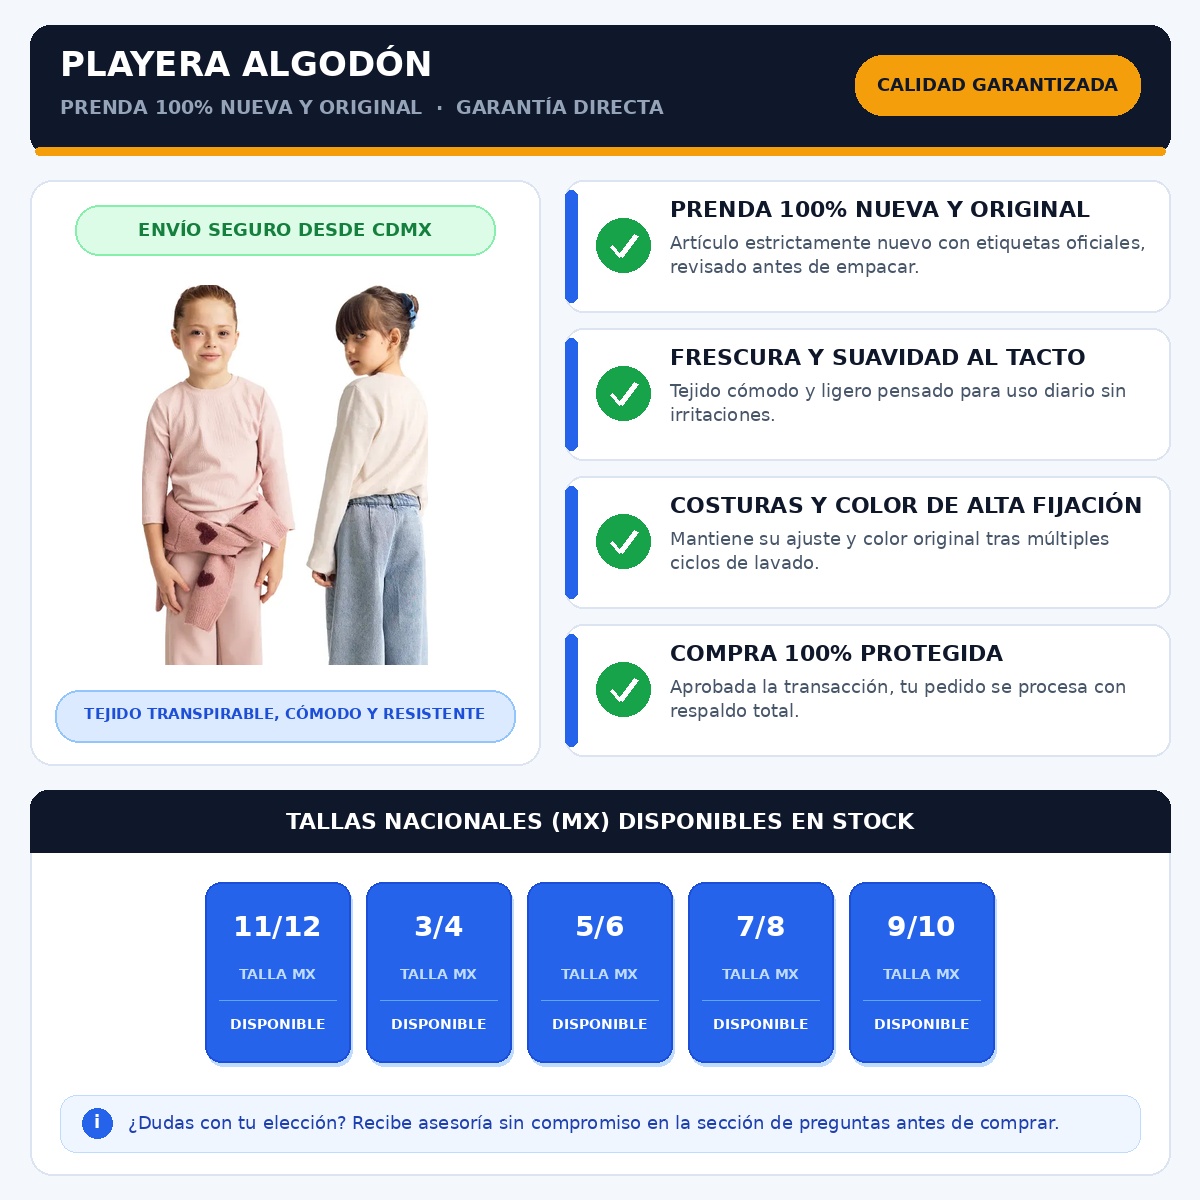 PLAYERA ALGODÓN
PRENDA 100% NUEVA Y ORIGINAL · GARANTÍA DIRECTA
CALIDAD GARANTIZADA
ENVÍO SEGURO DESDE CDMX
TEJIDO TRANSPIRABLE, CÓMODO Y RESISTENTE
PRENDA 100% NUEVA Y ORIGINAL
Artículo estrictamente nuevo con etiquetas oficiales,
revisado antes de empacar.
FRESCURA Y SUAVIDAD AL TACTO
Tejido cómodo y ligero pensado para uso diario sin
irritaciones.
COSTURAS Y COLOR DE ALTA FIJACIÓN
Mantiene su ajuste y color original tras múltiples
ciclos de lavado.
COMPRA 100% PROTEGIDA
Aprobada la transacción, tu pedido se procesa con
respaldo total.
TALLAS NACIONALES (MX) DISPONIBLES EN STOCK
11/12
TALLA MX
DISPONIBLE
3/4
TALLA MX
DISPONIBLE
5/6
TALLA MX
DISPONIBLE
7/8
TALLA MX
DISPONIBLE
9/10
TALLA MX
DISPONIBLE
i
¿Dudas con tu elección? Recibe asesoría sin compromiso en la sección de preguntas antes de comprar.